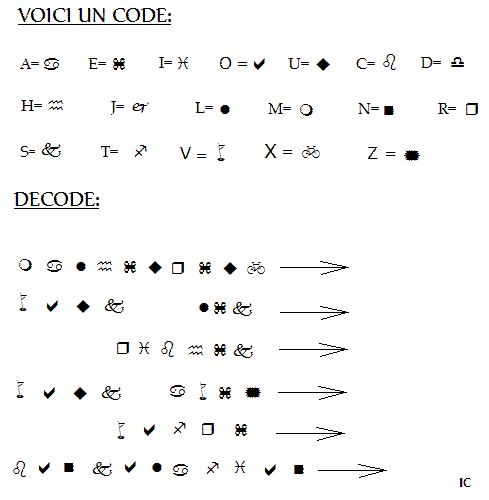 VOICI UN CODE:
A= ♋ E= ⌘ I= ♓ O = ✔ U= ◆ C= ♌ D= ♎
H= ♒ J= 🙰 L= ● M= ❍ N= ■ R= ❒
S= 🙵 T= ♐ V = 🏱 X = 🚲 Z = ✹
DECODE:
❍ ♋ ● ♒ ⌘ ◆ ❒ ⌘ ◆ 🚲 →
🏱 ✔ ◆ 🙵 ● ⌘ 🙵 →
❒ ♓ ♌ ♒ ⌘ 🙵 →
🏱 ✔ ◆ 🙵 ♋ 🏱 ⌘ ✹ →
🏱 ✔ ♐ ❒ ⌘ →
♌ ✔ ■ 🙵 ✔ ● ♋ ♐ ♓ ✔ ■ →
IC